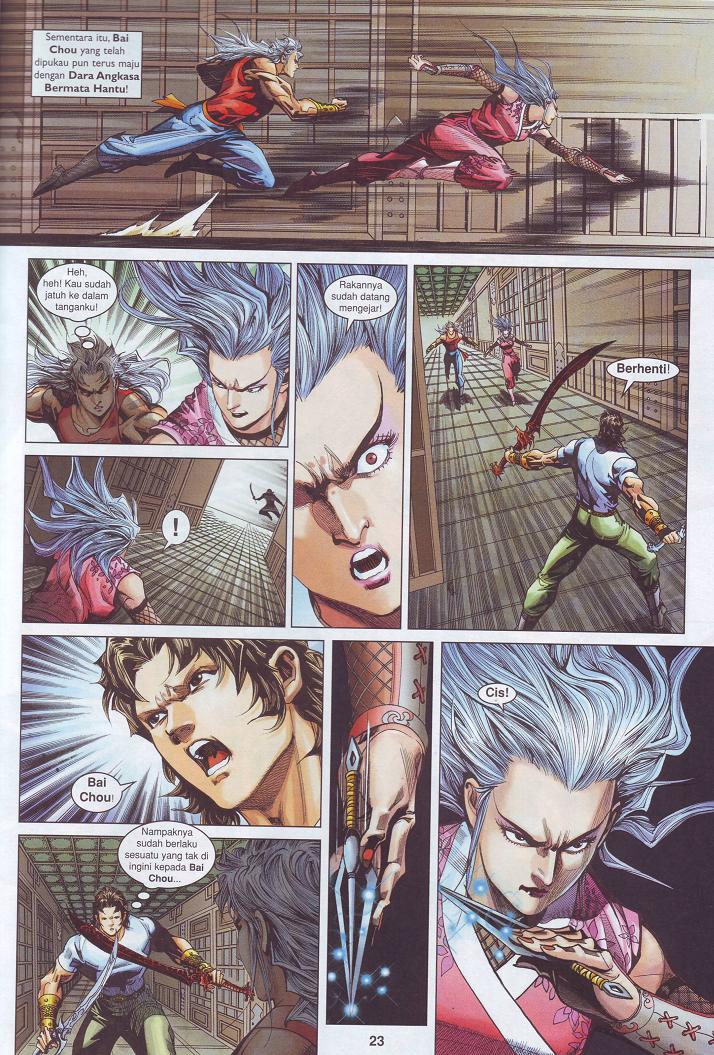 Sementara itu, Bai
Chou yang telah
dipukau pun terus maju
dengan Dara Angkasa
Bermata Hantu!
Heh,
heh! Kau sudah
jatuh ke dalam
tanganku!
Rakannya
sudah datang
mengejar!
Berhenti!
!
Bai
Chou!
Cis!
Nampaknya
sudah berlaku
sesuatu yang tak di
ingini kepada Bai
Chou...
23